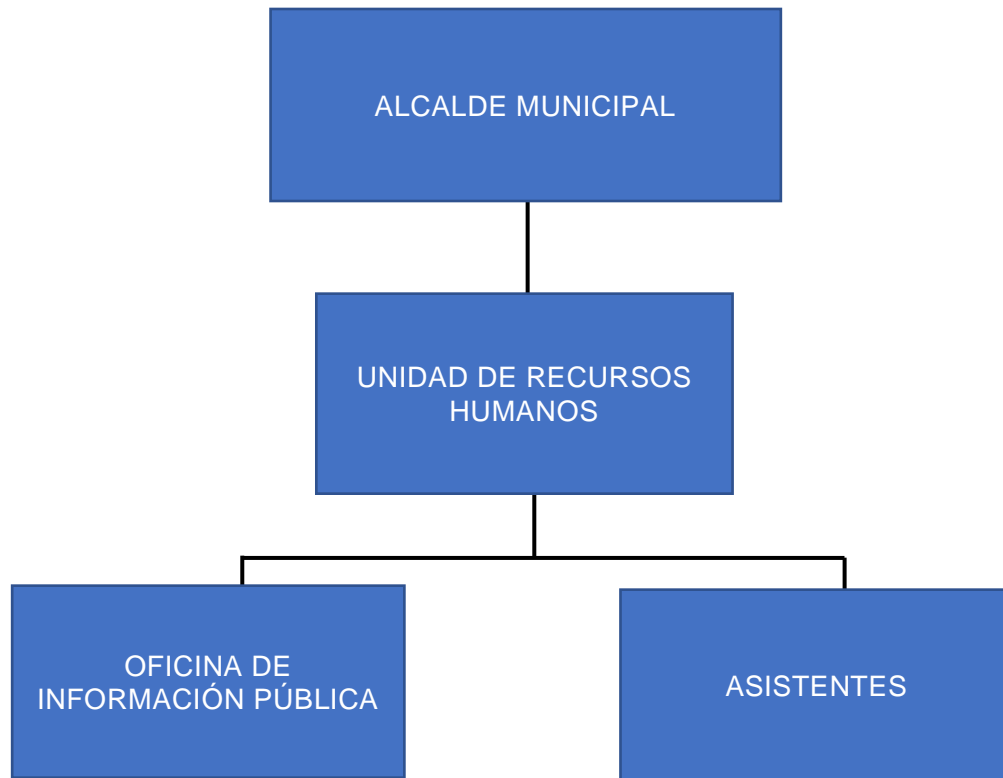 ALCALDE MUNICIPAL
UNIDAD DE RECURSOS
HUMANOS
OFICINA DE
INFORMACIÓN PÚBLICA
ASISTENTES